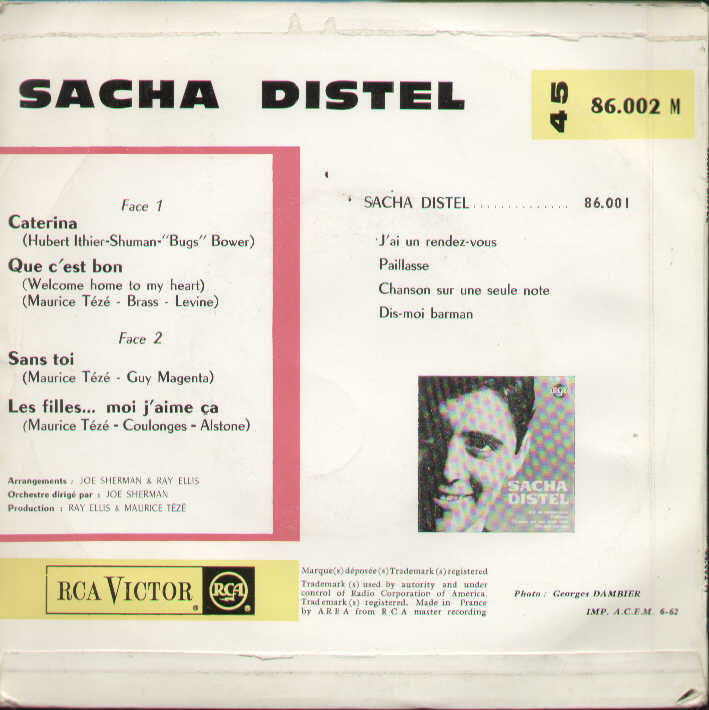 SACHA DISTEL
45
86.002 M
Face 1
Caterina
(Hubert Ithier-Shuman-"Bugs" Bower)
Que c'est bon
(Welcome home to my heart)
(Maurice Tézé - Brass - Levine)
Face 2
Sans toi
(Maurice Tézé - Guy Magenta)
Les filles... moi j'aime ça
(Maurice Tézé - Coulonges - Alstone)
Arrangements : JOE SHERMAN & RAY ELLIS
Orchestre dirigé par : JOE SHERMAN
Production : RAY ELLIS & MAURICE TÉZÉ
SACHA DISTEL .............. 86.001
J'ai un rendez-vous
Paillasse
Chanson sur une seule note
Dis-moi barman
RCA
SACHA
DISTEL
RCA VICTOR
RCA
Marque(s) déposée(s) Trademark(s) registered
Trademark(s) used by autority and under
control of Radio Corporation of America.
Trademark(s) registered. Made in France
by AREA from RCA master recording
Photo : Georges DAMBIER
IMP. A.C.E.M. 6-62